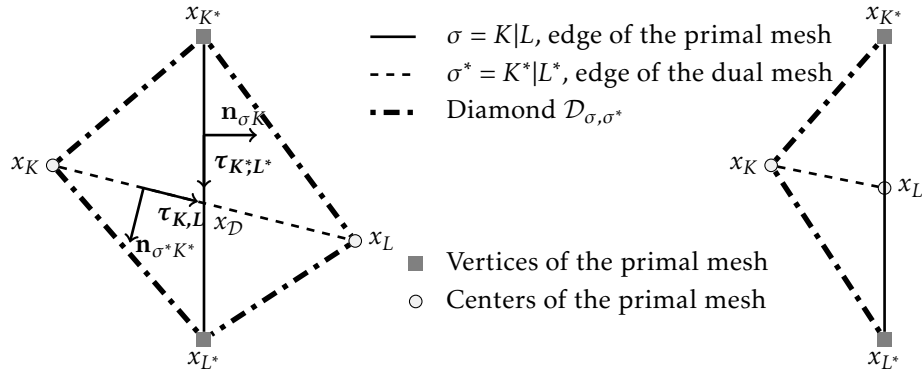 x_{K*}
n_{σK}
τ_{K*,L*}
x_K
τ_{K,L}
x_𝒟
n_{σ*K*}
x_L
x_{L*}
σ = K|L, edge of the primal mesh
σ* = K*|L*, edge of the dual mesh
Diamond 𝒟_{σ,σ*}
Vertices of the primal mesh
Centers of the primal mesh
x_{K*}
x_K
x_L
x_{L*}